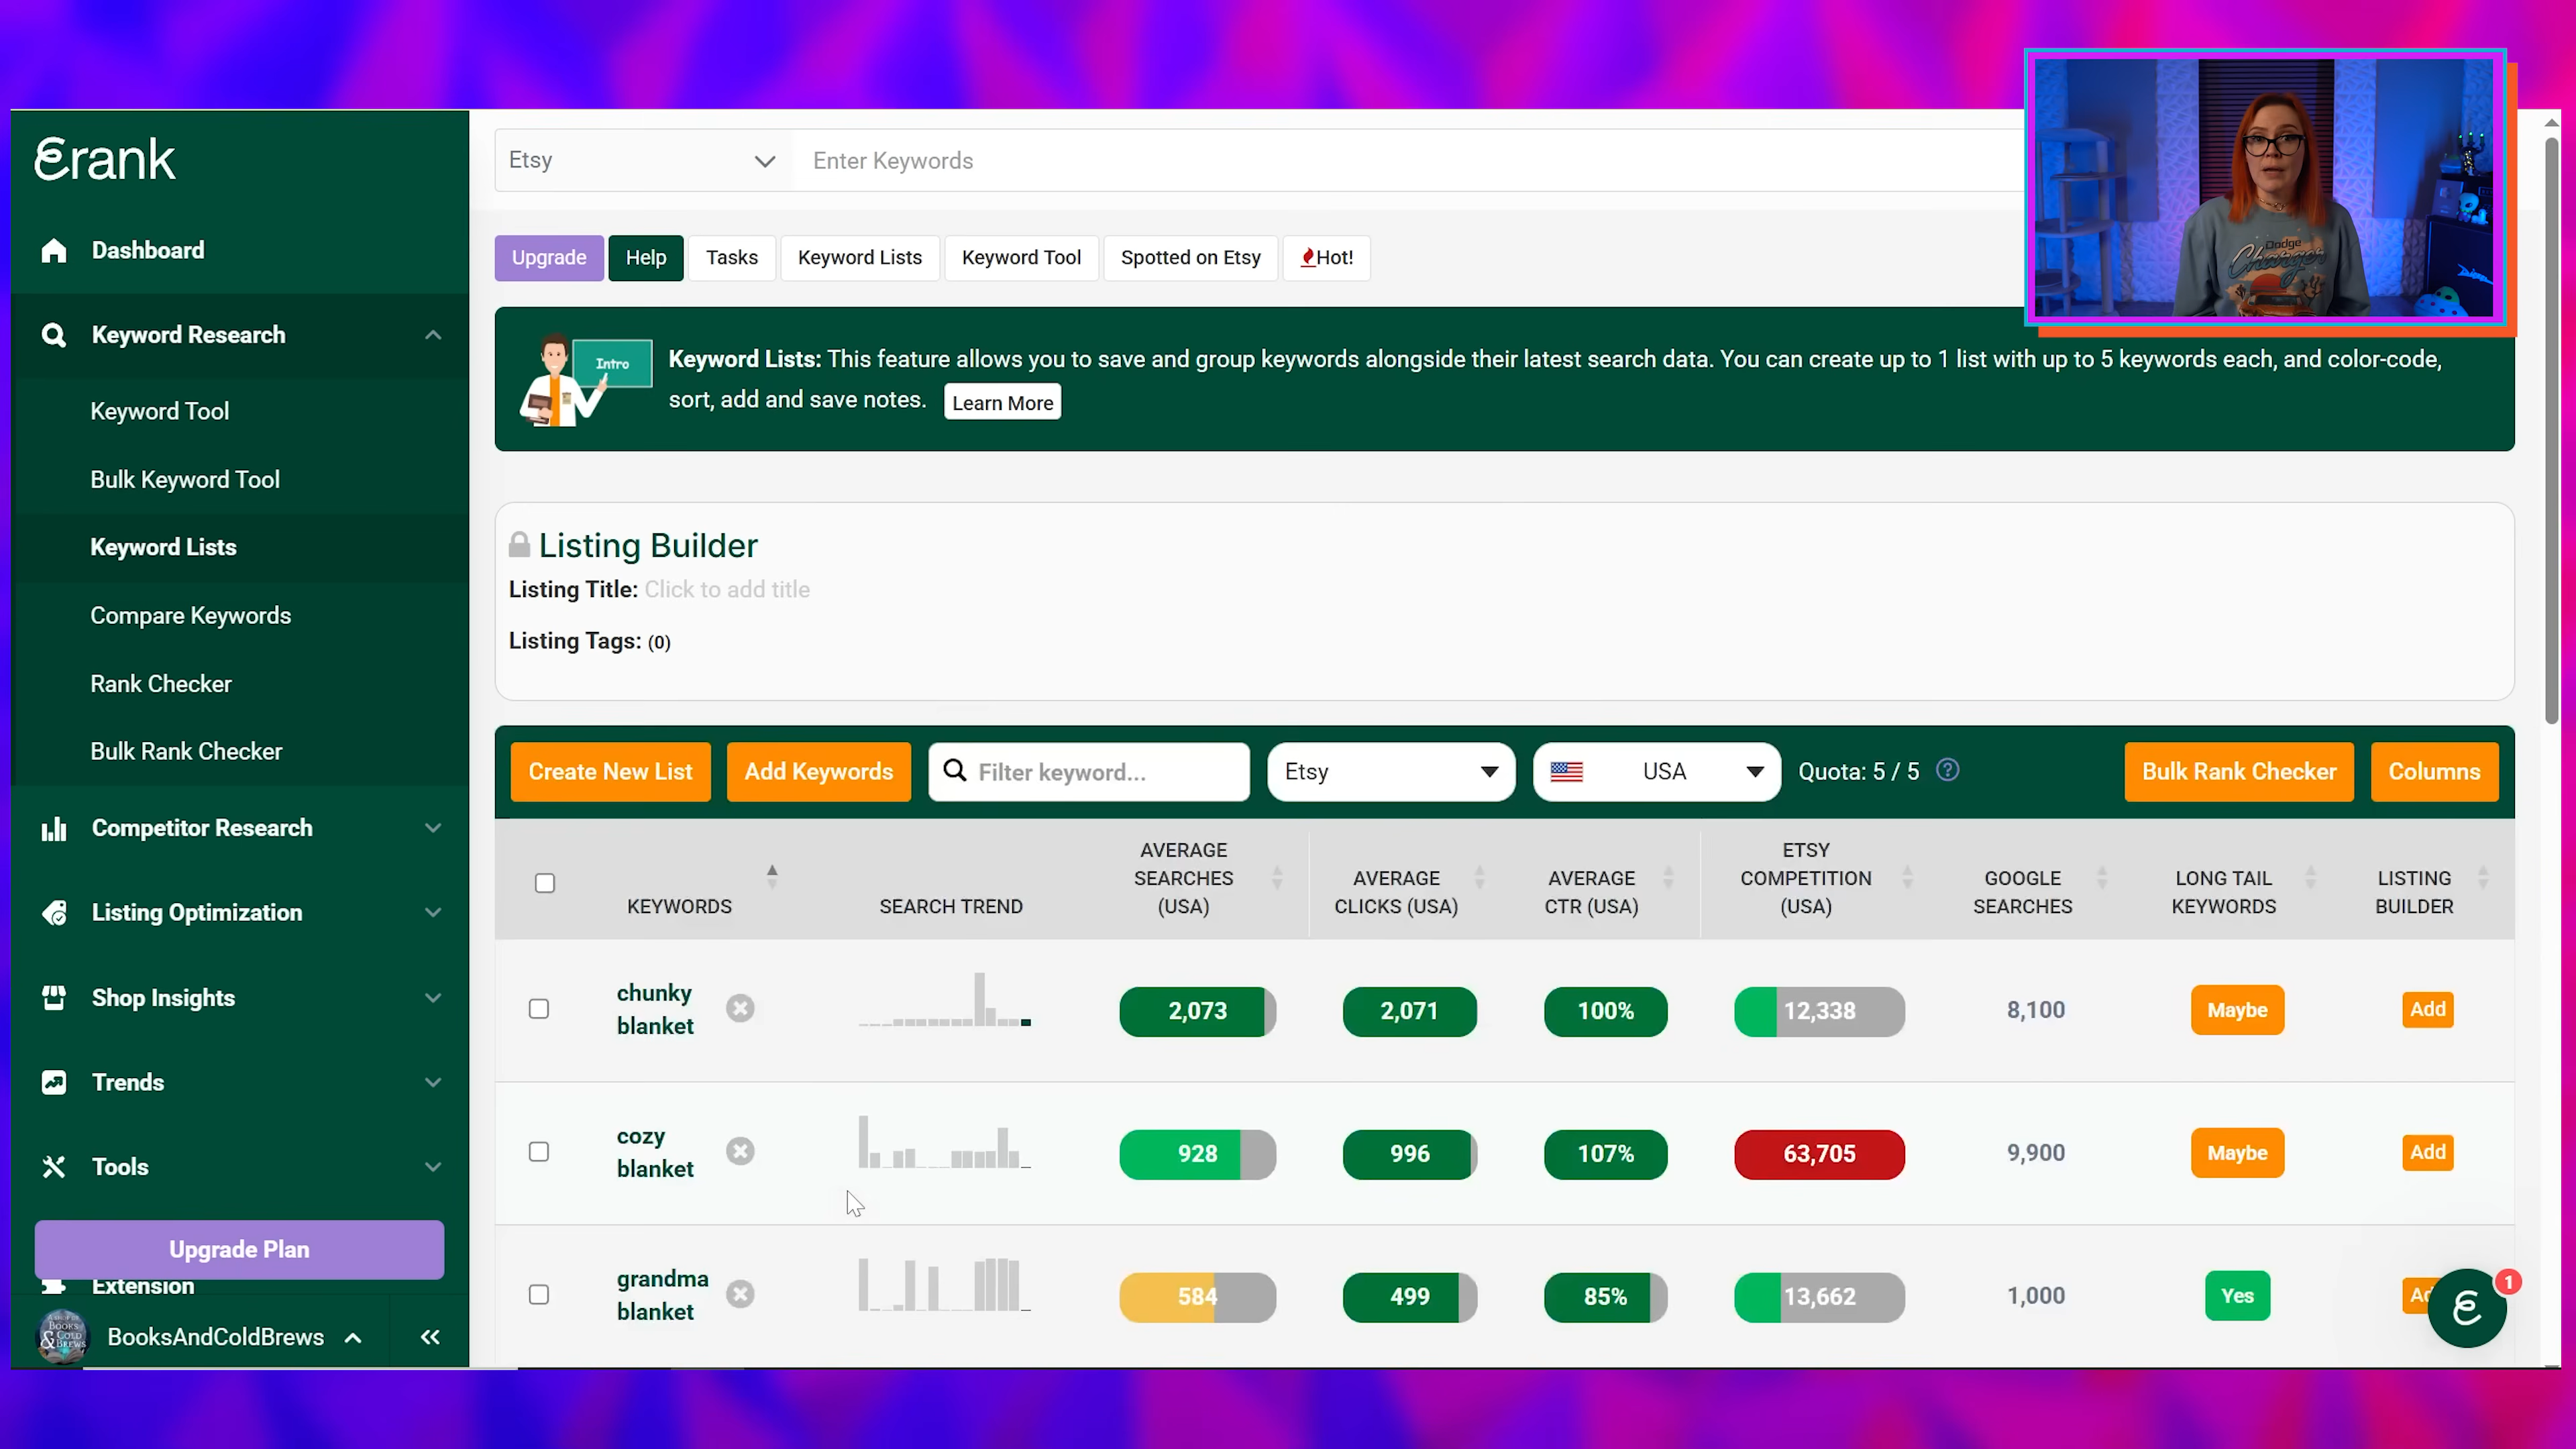 erank
Etsy
Enter Keywords
Dashboard
Upgrade
Help
Tasks
Keyword Lists
Keyword Tool
Spotted on Etsy
Hot!
Dodge
Charger
Keyword Research
Keyword Tool
Bulk Keyword Tool
Keyword Lists
Compare Keywords
Rank Checker
Bulk Rank Checker
Competitor Research
Listing Optimization
Shop Insights
Trends
Tools
Upgrade Plan
Extension
BooksAndColdBrews
BOOKS
& COLD
BREWS
Intro
Keyword Lists: This feature allows you to save and group keywords alongside their latest search data. You can create up to 1 list with up to 5 keywords each, and color-code,
sort, add and save notes. Learn More
Listing Builder
Listing Title: Click to add title
Listing Tags: (0)
Create New List
Add Keywords
Filter keyword...
Etsy
USA
Quota: 5 / 5
Bulk Rank Checker
Columns
KEYWORDS
SEARCH TREND
AVERAGE
SEARCHES
(USA)
AVERAGE
CLICKS (USA)
AVERAGE
CTR (USA)
ETSY
COMPETITION
(USA)
GOOGLE
SEARCHES
LONG TAIL
KEYWORDS
LISTING
BUILDER
chunky
blanket
2,073
2,071
100%
12,338
8,100
Maybe
Add
cozy
blanket
928
996
107%
63,705
9,900
Maybe
Add
grandma
blanket
584
499
85%
13,662
1,000
Yes
1